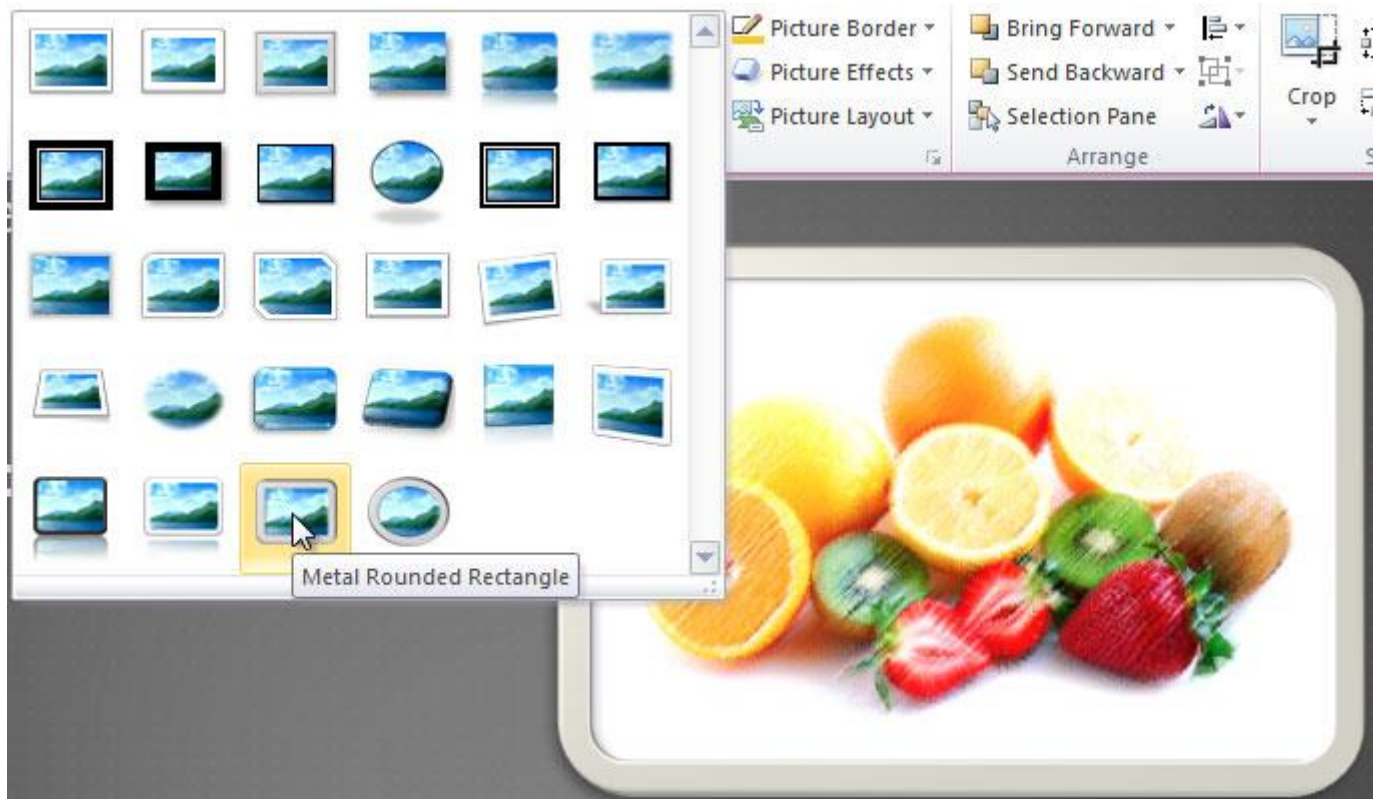 Picture Border
Picture Effects
Picture Layout
Bring Forward
Send Backward
Selection Pane
Arrange
Crop
Metal Rounded Rectangle